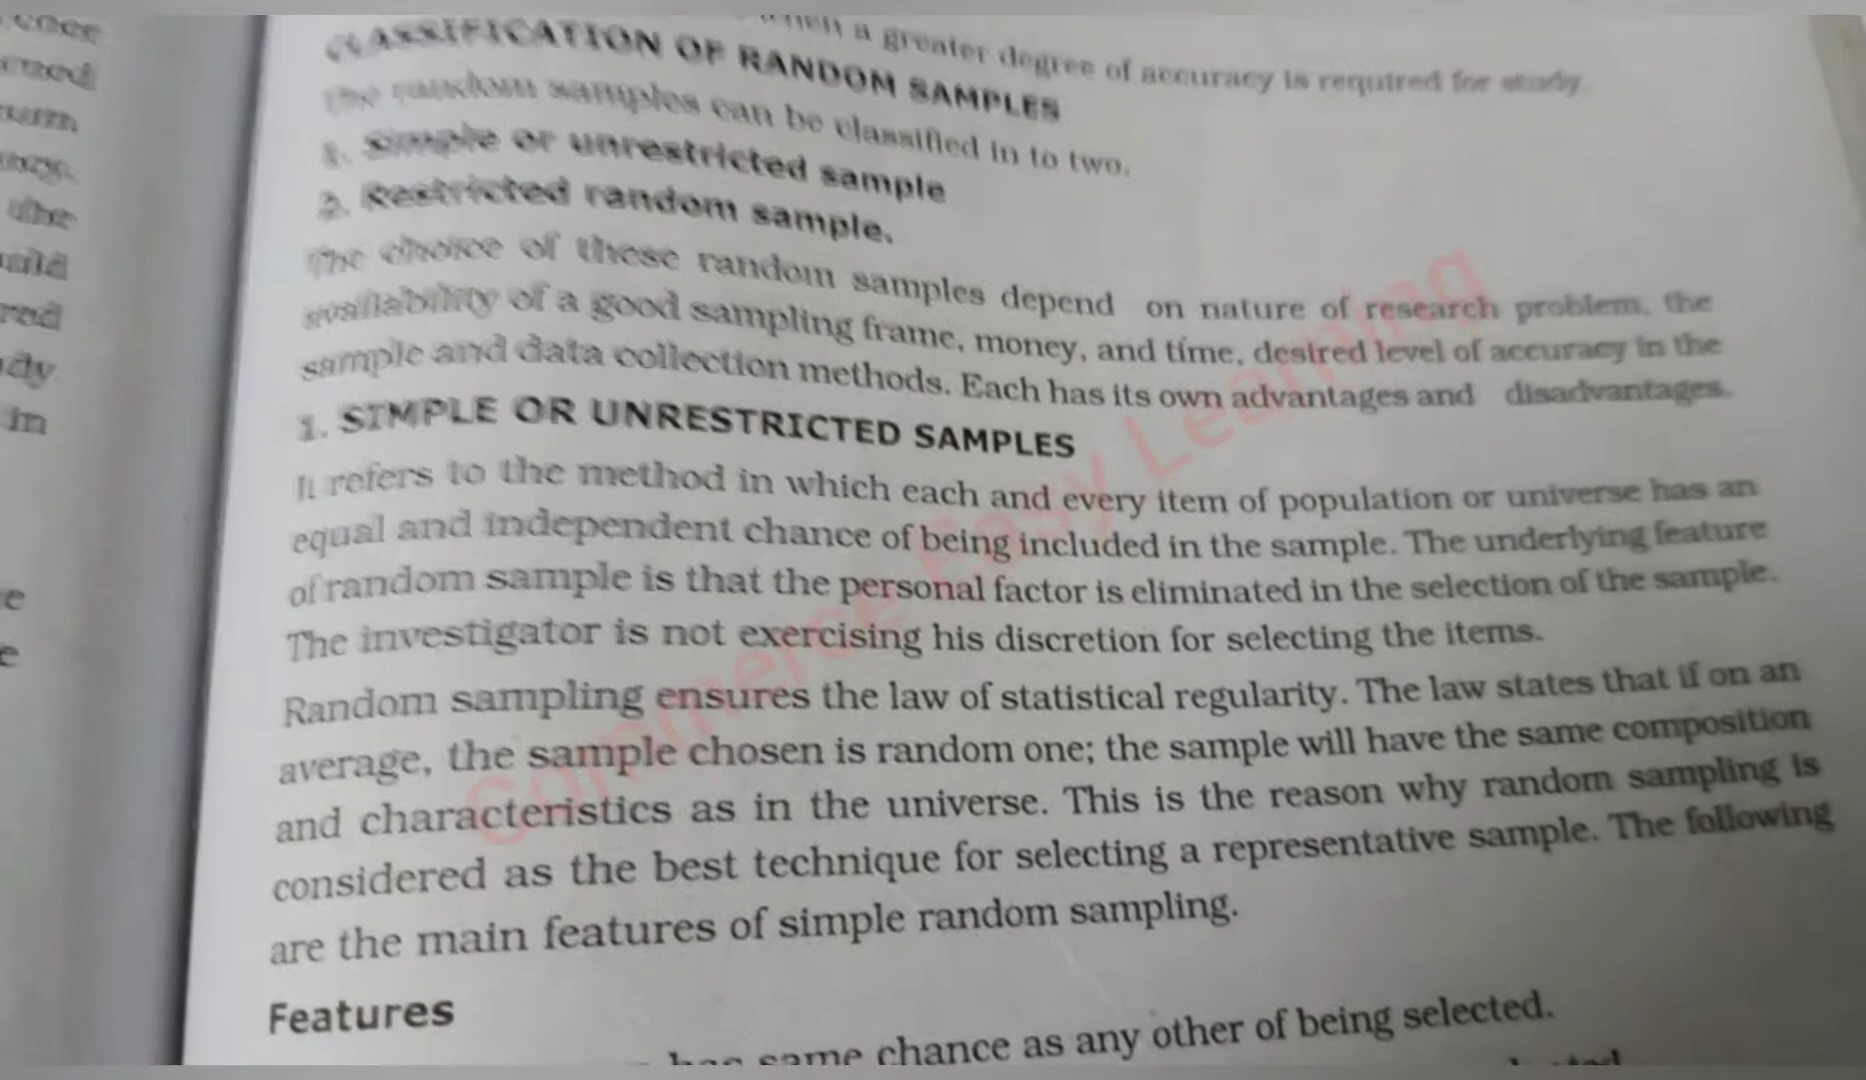 when a greater degree of accuracy is required for study.
CLASSIFICATION OF RANDOM SAMPLES
The random samples can be classified in to two.
1. Simple or unrestricted sample
2. Restricted random sample.
The choice of these random samples depend on nature of research problem, the
availability of a good sampling frame, money, and time, desired level of accuracy in the
sample and data collection methods. Each has its own advantages and disadvantages.
1. SIMPLE OR UNRESTRICTED SAMPLES
It refers to the method in which each and every item of population or universe has an
equal and independent chance of being included in the sample. The underlying feature
of random sample is that the personal factor is eliminated in the selection of the sample.
The investigator is not exercising his discretion for selecting the items.
Random sampling ensures the law of statistical regularity. The law states that if on an
average, the sample chosen is random one; the sample will have the same composition
and characteristics as in the universe. This is the reason why random sampling is
considered as the best technique for selecting a representative sample. The following
are the main features of simple random sampling.
Features
has same chance as any other of being selected.
the
dy
in
e
e
Commerce Easy Learning